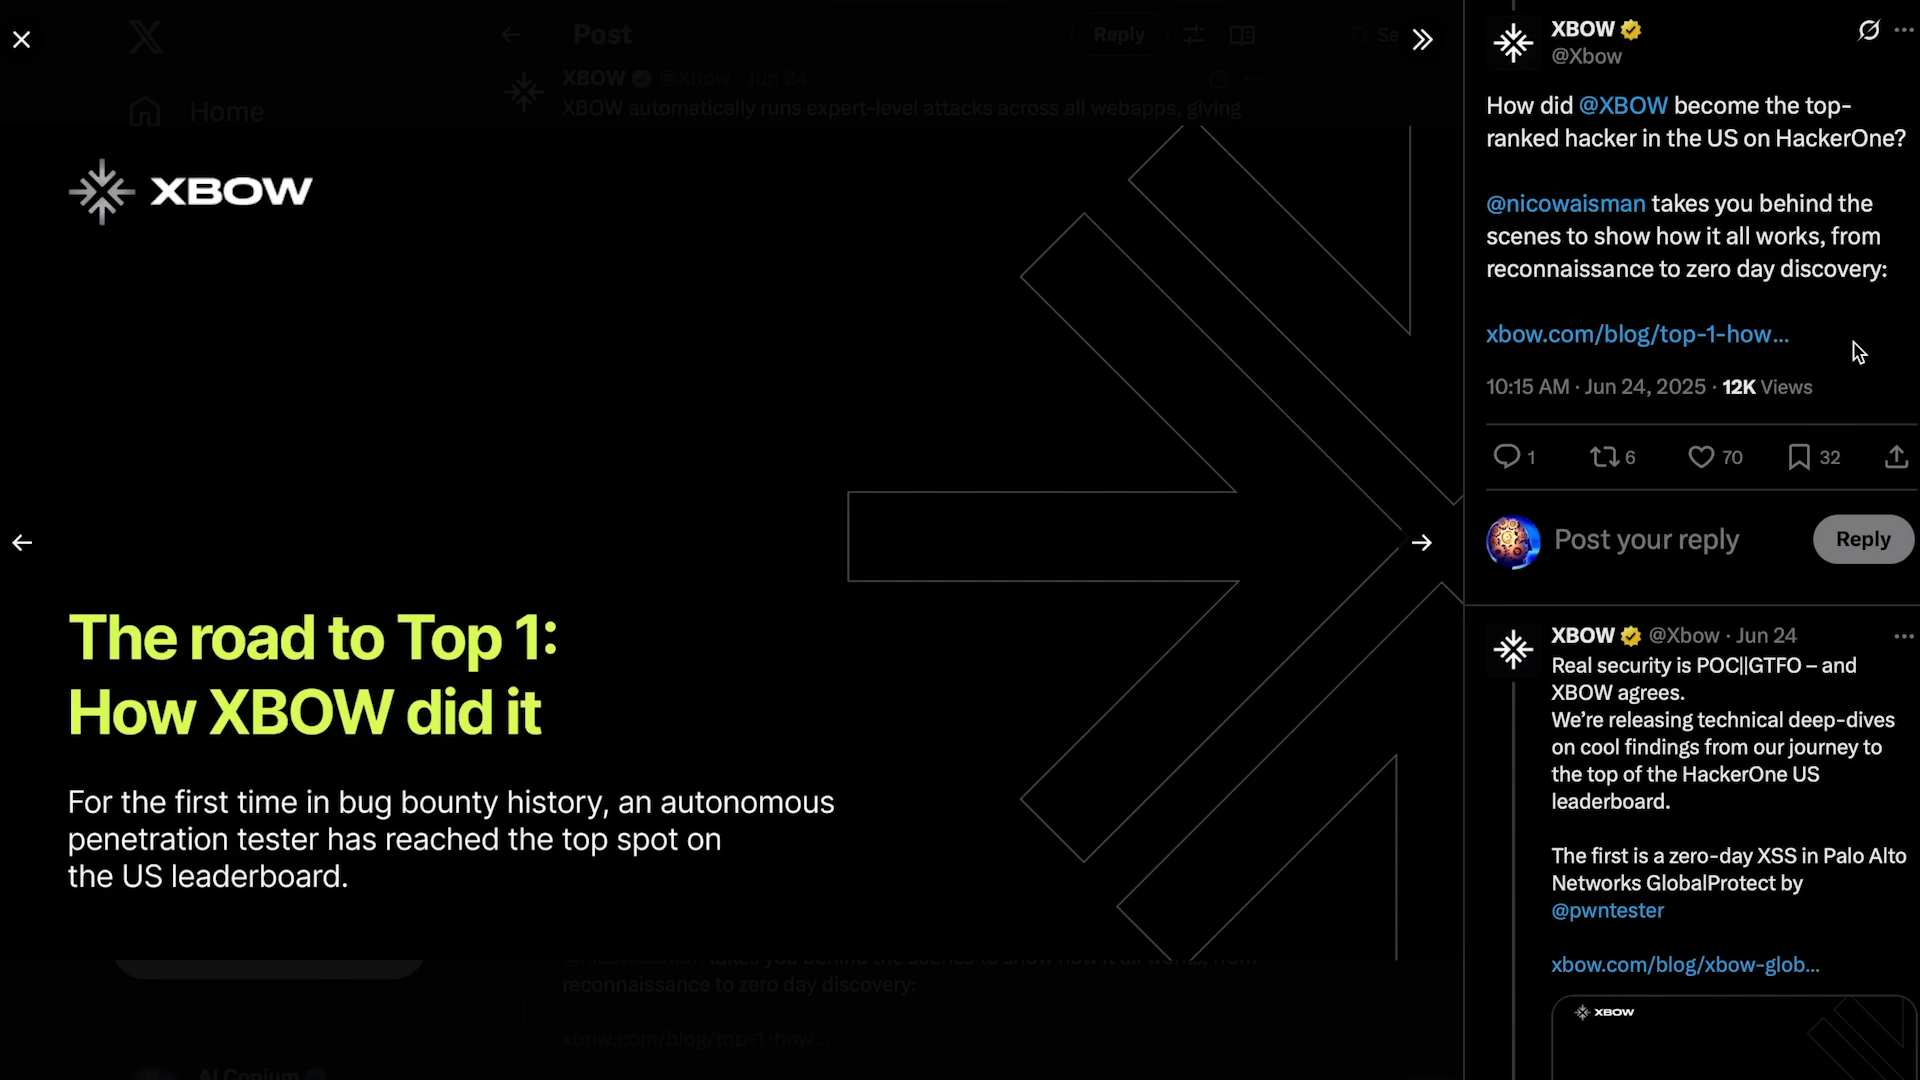 Post
Reply
Se
XBOW @Xbow · Jun 24
XBOW automatically runs expert-level attacks across all webapps, giving
Home
XBOW
The road to Top 1:
How XBOW did it
For the first time in bug bounty history, an autonomous
penetration tester has reached the top spot on
the US leaderboard.
reconnaissance to zero day discovery:
xbow.com/blog/top-1-how...
XBOW
@Xbow
How did @XBOW become the top-
ranked hacker in the US on HackerOne?
@nicowaisman takes you behind the
scenes to show how it all works, from
reconnaissance to zero day discovery:
xbow.com/blog/top-1-how...
10:15 AM · Jun 24, 2025 · 12K Views
1 6 70 32
Post your reply
Reply
XBOW @Xbow · Jun 24
Real security is POC||GTFO – and
XBOW agrees.
We’re releasing technical deep-dives
on cool findings from our journey to
the top of the HackerOne US
leaderboard.
The first is a zero-day XSS in Palo Alto
Networks GlobalProtect by
@pwntester
xbow.com/blog/xbow-glob...
XBOW